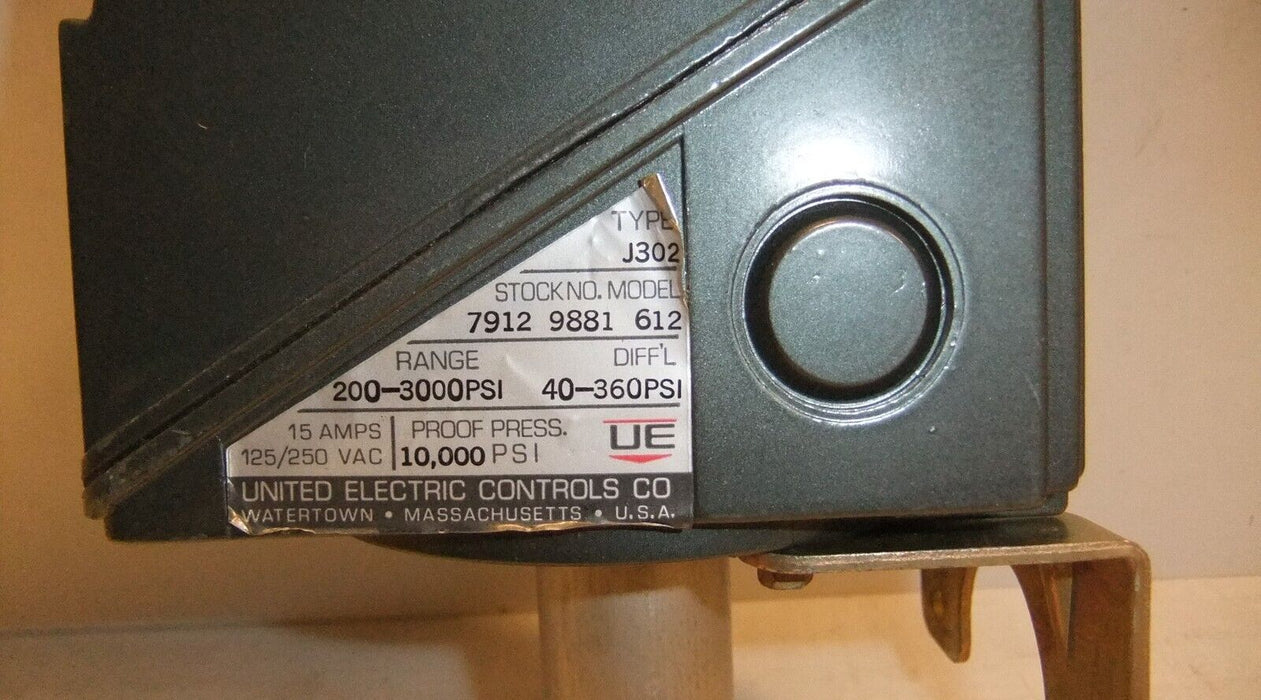 TYPE
J302
STOCK NO. MODEL
7912 9881 612
RANGE DIFF'L
200-3000PSI 40-360PSI
15 AMPS PROOF PRESS. UE
125/250 VAC 10,000 PSI
UNITED ELECTRIC CONTROLS CO
WATERTOWN • MASSACHUSETTS • U.S.A.